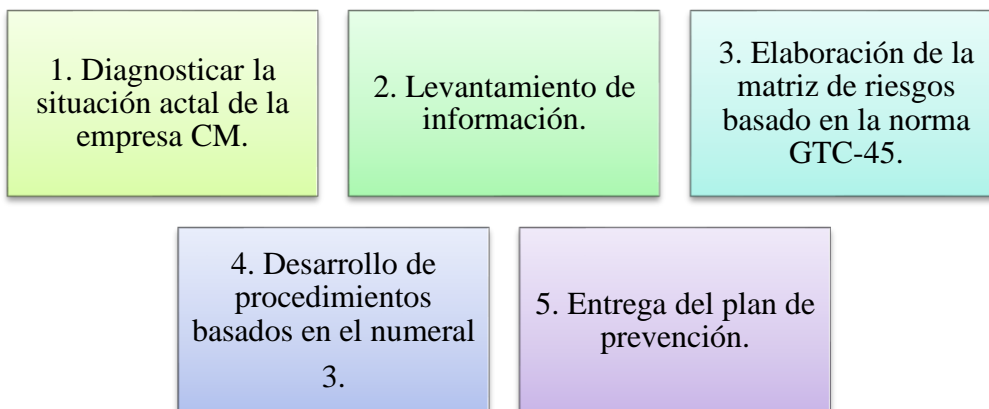 1. Diagnosticar la
situación actal de la
empresa CM.
2. Levantamiento de
información.
3. Elaboración de la
matriz de riesgos
basado en la norma
GTC-45.
4. Desarrollo de
procedimientos
basados en el numeral
3.
5. Entrega del plan de
prevención.